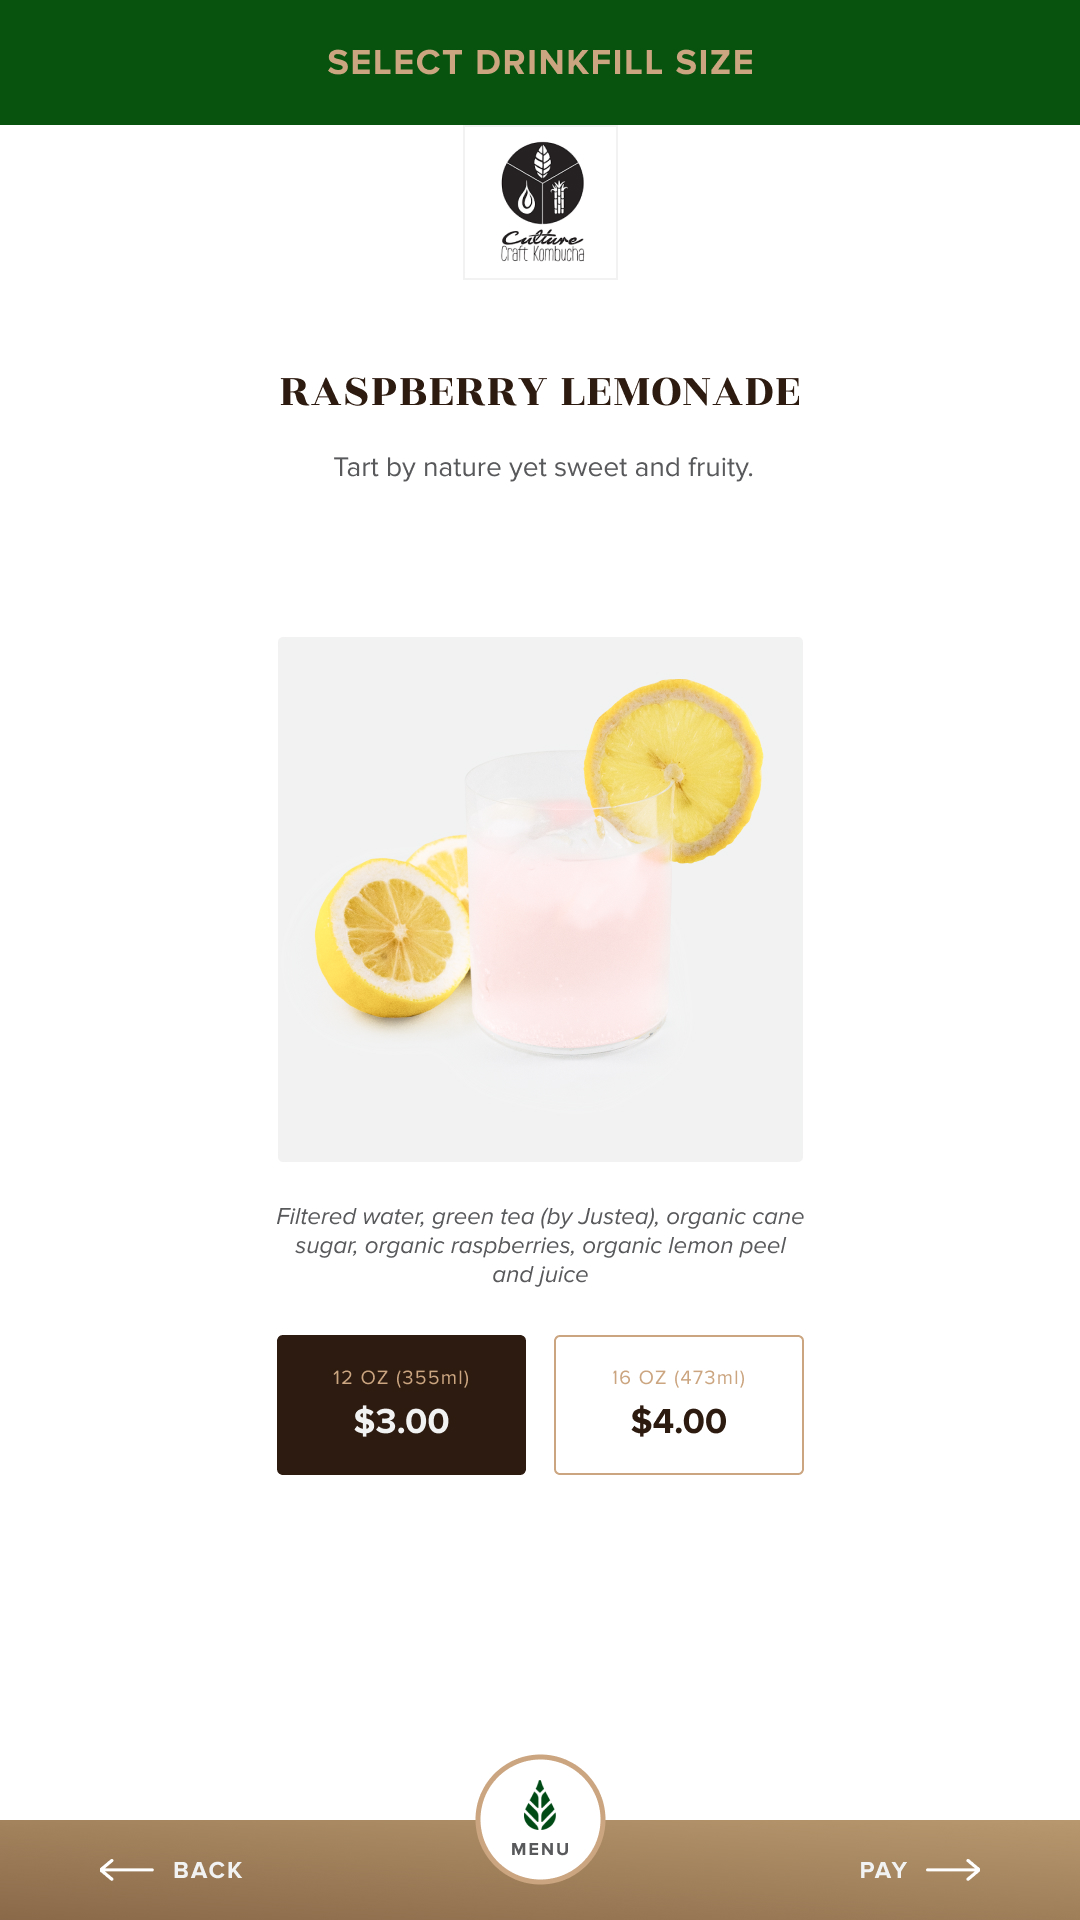 SELECT DRINKFILL SIZE
Culture
Craft Kombucha
RASPBERRY LEMONADE
Tart by nature yet sweet and fruity.
Filtered water, green tea (by Justea), organic cane
sugar, organic raspberries, organic lemon peel
and juice
12 OZ (355ml)
$3.00
16 OZ (473ml)
$4.00
MENU
BACK
PAY